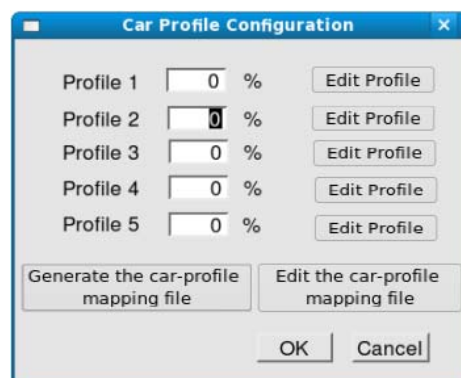 Car Profile Configuration
Profile 1 0 % Edit Profile
Profile 2 0 % Edit Profile
Profile 3 0 % Edit Profile
Profile 4 0 % Edit Profile
Profile 5 0 % Edit Profile
Generate the car-profile
mapping file
Edit the car-profile
mapping file
OK Cancel